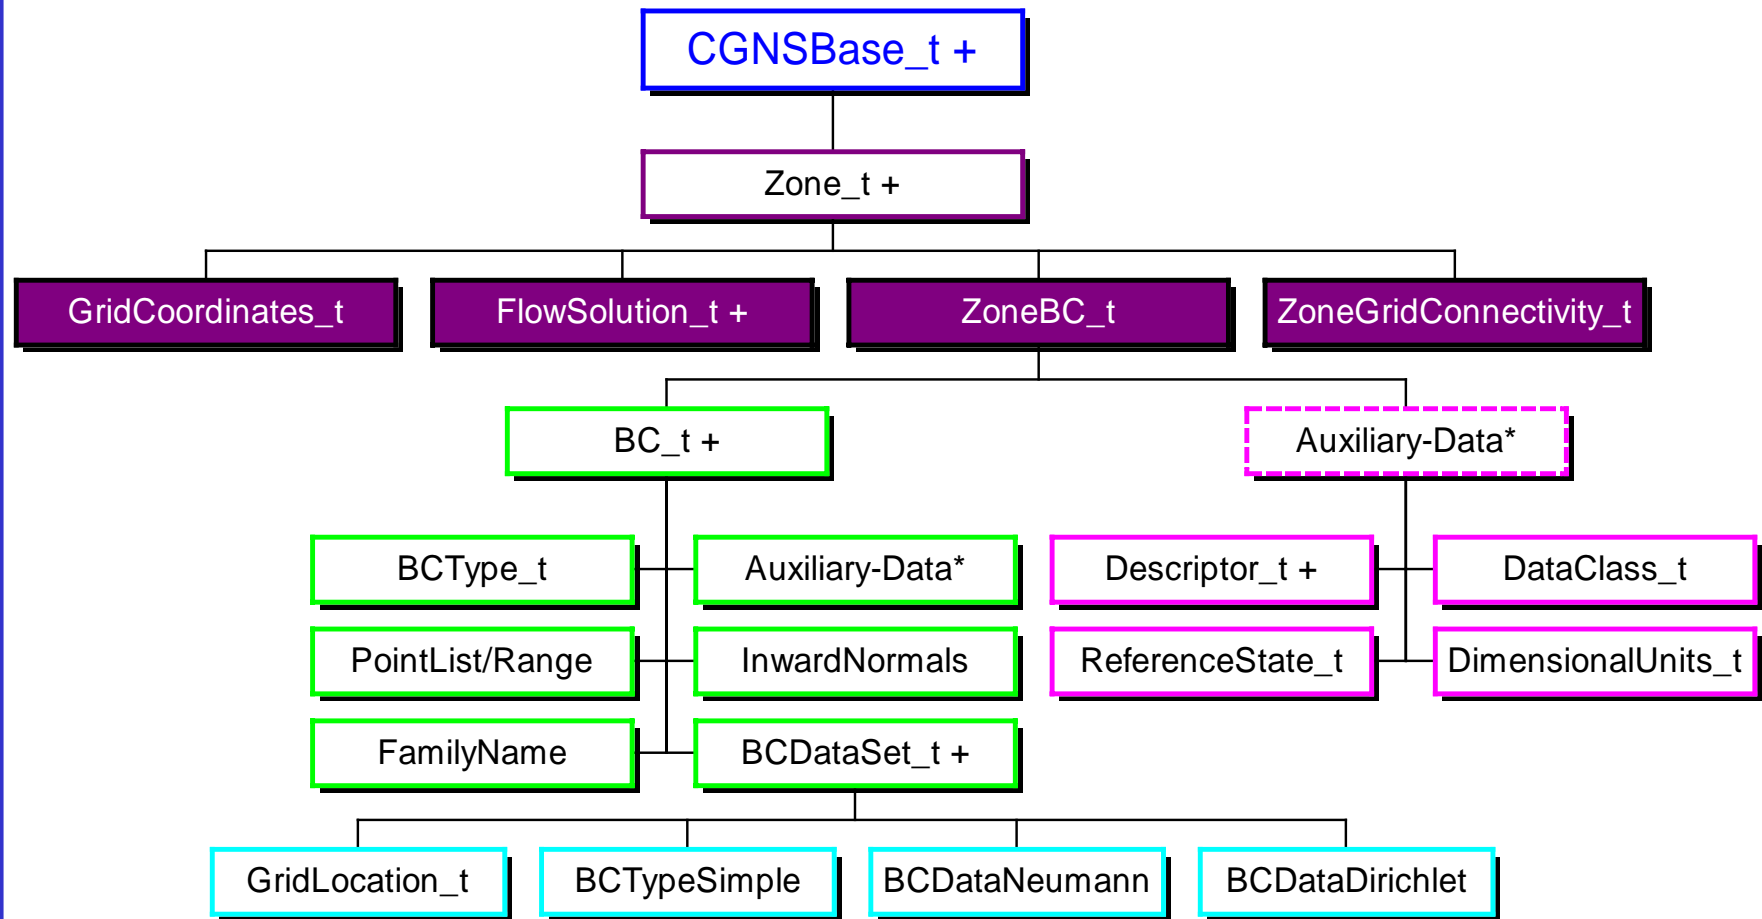 CGNSBase_t +
Zone_t +
GridCoordinates_t
FlowSolution_t +
ZoneBC_t
ZoneGridConnectivity_t
BC_t +
Auxiliary-Data*
BCType_t
Auxiliary-Data*
Descriptor_t +
DataClass_t
PointList/Range
InwardNormals
ReferenceState_t
DimensionalUnits_t
FamilyName
BCDataSet_t +
GridLocation_t
BCTypeSimple
BCDataNeumann
BCDataDirichlet